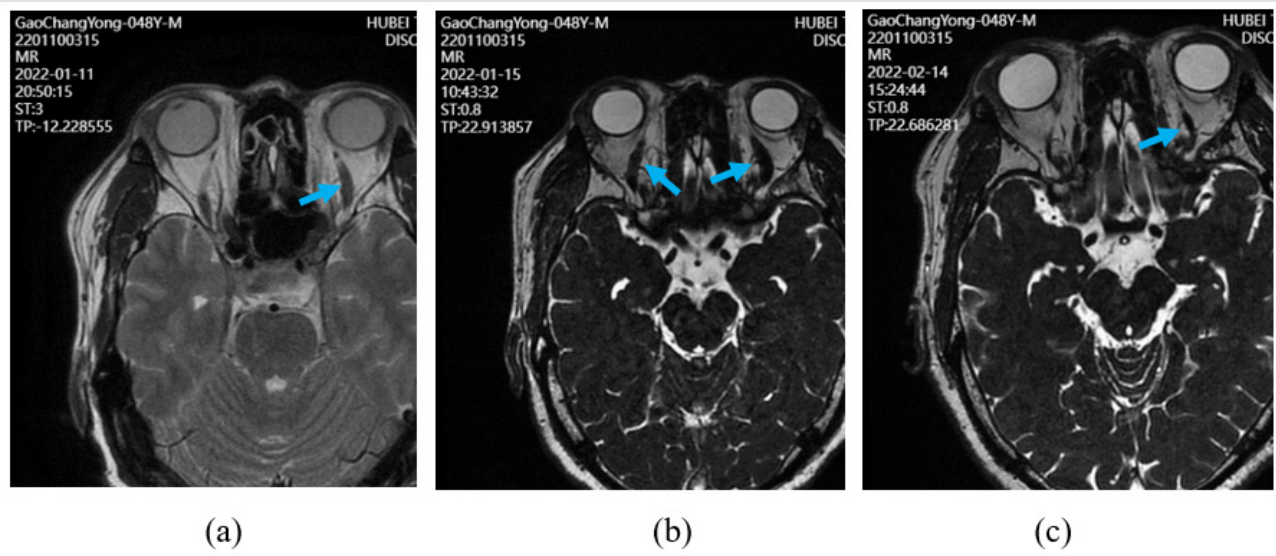 GaoChangYong-048Y-M
2201100315
MR
2022-01-11
20:50:15
ST:3
TP:-12.228555
HUBEI
DISC
GaoChangYong-048Y-M
2201100315
MR
2022-01-15
10:43:32
ST:0.8
TP:22.913857
HUBEI
DISC
GaoChangYong-048Y-M
2201100315
MR
2022-02-14
15:24:44
ST:0.8
TP:22.686281
HUBEI
DISC
(a)
(b)
(c)